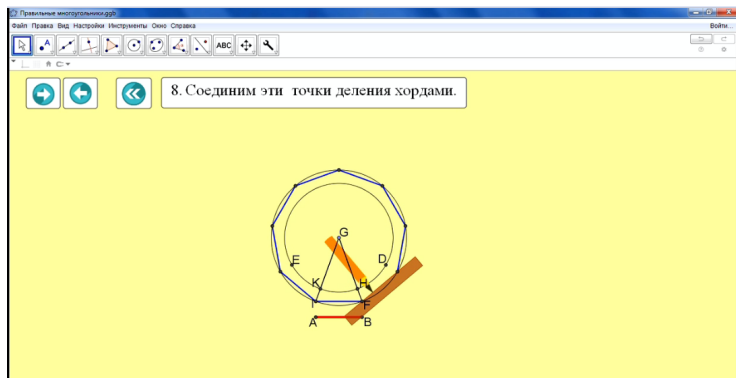 Правильные многоугольники.ggb
Файл Правка Вид Настройки Инструменты Окно Справка
Войти...
ABC
8. Соединим эти точки деления хордами.
G
E
D
K
H
I
F
A
B